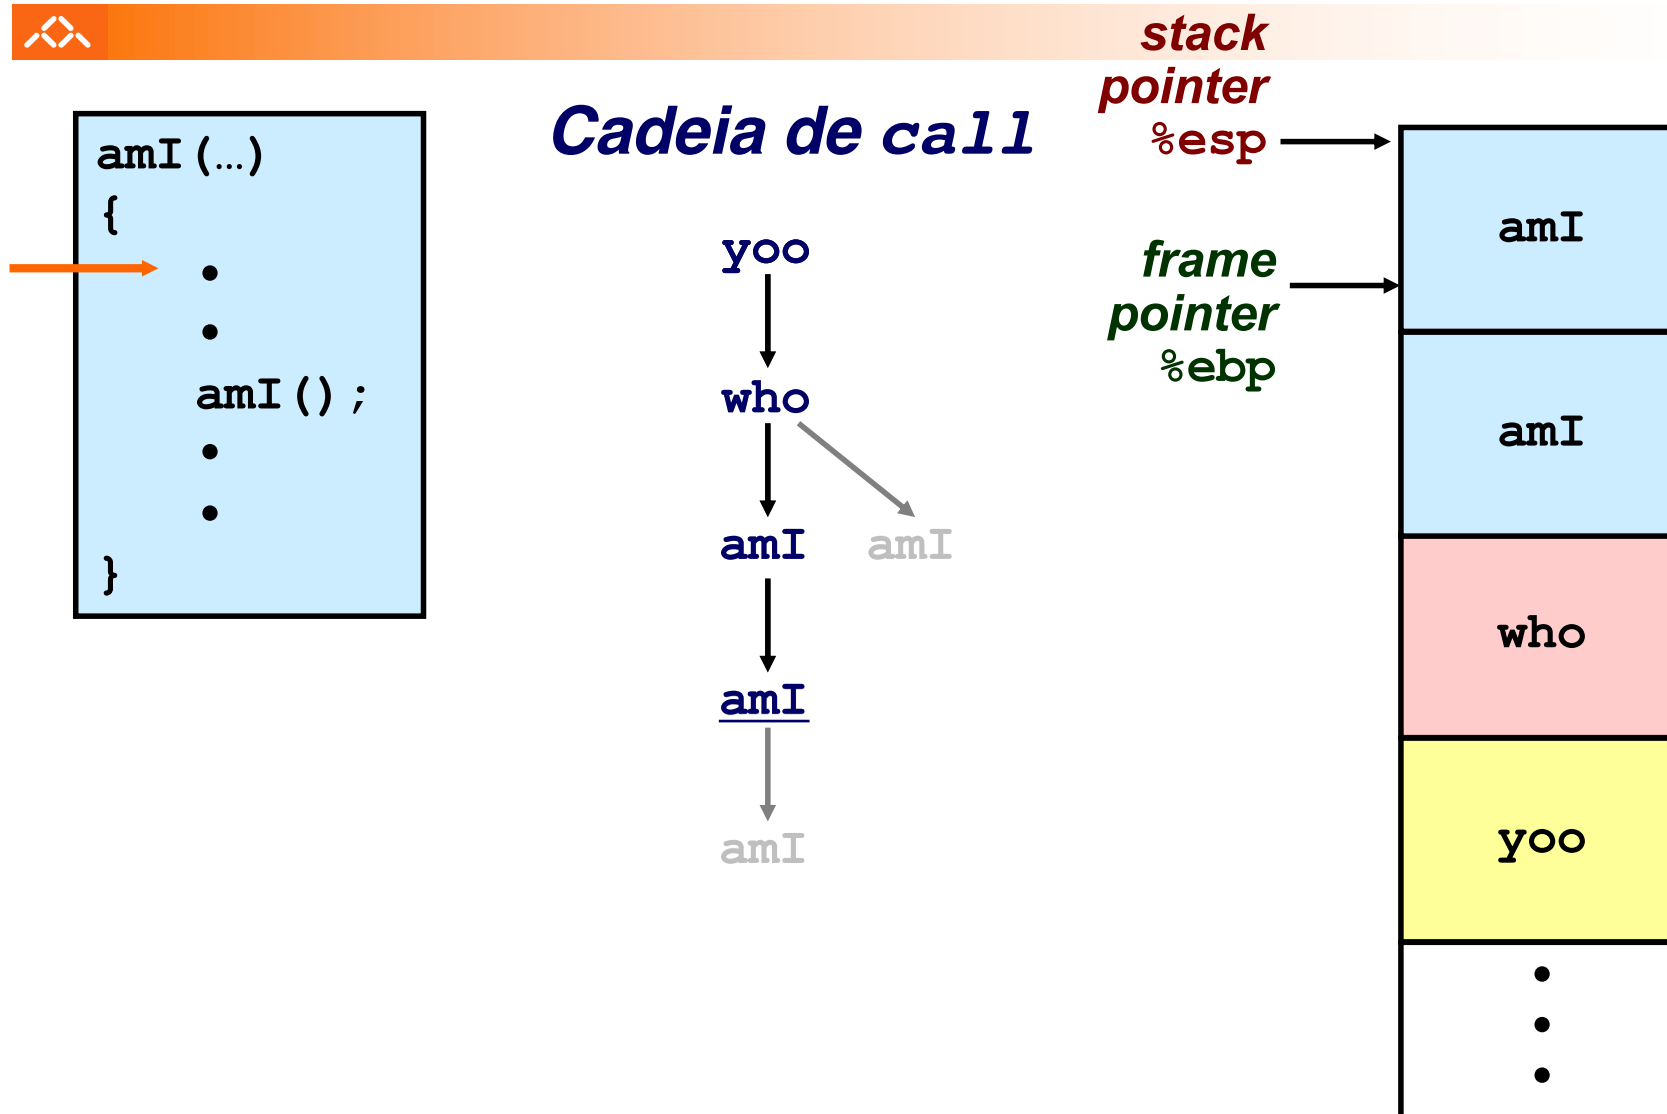 stack
pointer
%esp
Cadeia de call
amI(…)
{
•
•
amI();
•
•
}
yoo
who
amI amI
amI
amI
frame
pointer
%ebp
amI
amI
who
yoo
•
•
•